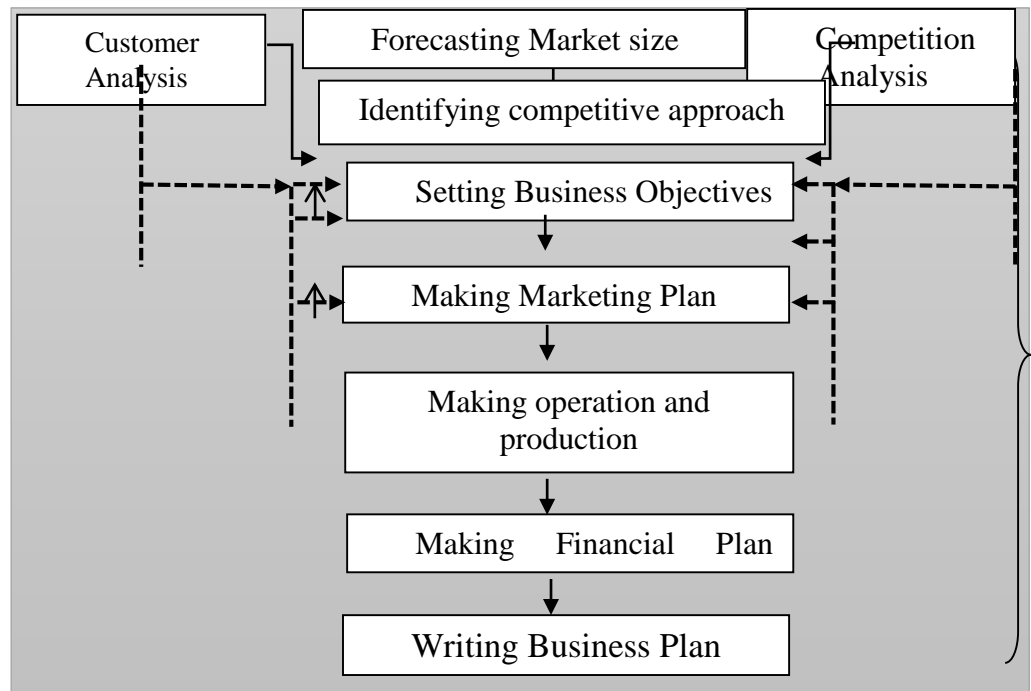 Customer
Analysis
Forecasting Market size
Competition
Analysis
Identifying competitive approach
Setting Business Objectives
Making Marketing Plan
Making operation and
production
Making Financial Plan
Writing Business Plan